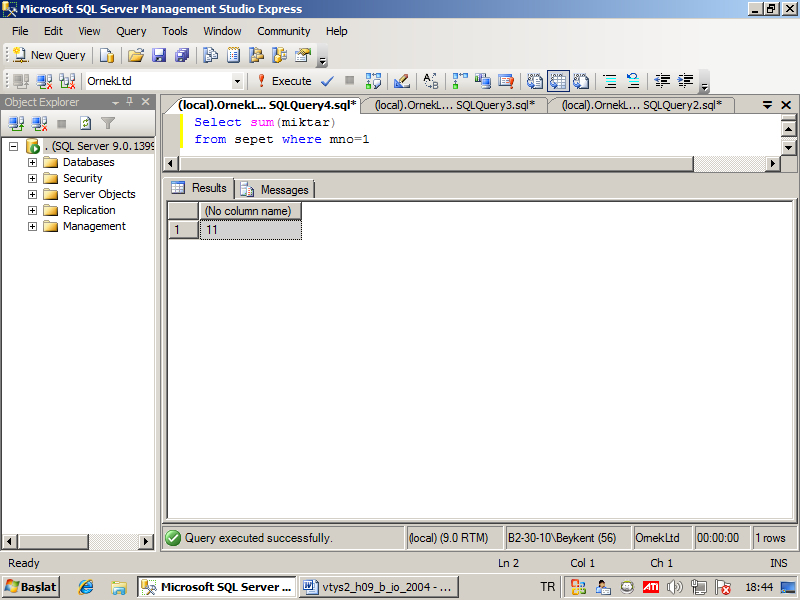 Microsoft SQL Server Management Studio Express
File Edit View Query Tools Window Community Help
New Query
OrnekLtd Execute
Object Explorer
(local).OrnekL... SQLQuery4.sql* (local).OrnekL... SQLQuery3.sql* (local).OrnekL... SQLQuery2.sql*
. (SQL Server 9.0.1399
Databases
Security
Server Objects
Replication
Management
Select sum(miktar)
from sepet where mno=1
Results Messages
(No column name)
1 11
Query executed successfully. (local) (9.0 RTM) B2-30-10\Beykent (56) OrnekLtd 00:00:00 1 rows
Ready Ln 2 Col 1 Ch 1 INS
Başlat Microsoft SQL Server ... vtys2_h09_b_jo_2004 - ... TR ATI 18:44